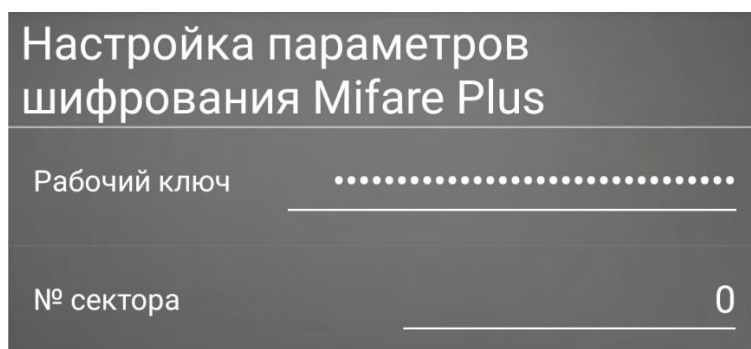 Настройка параметров
шифрования Mifare Plus
Рабочий ключ ••••••••••••••••••••••••••••••••
№ сектора 0